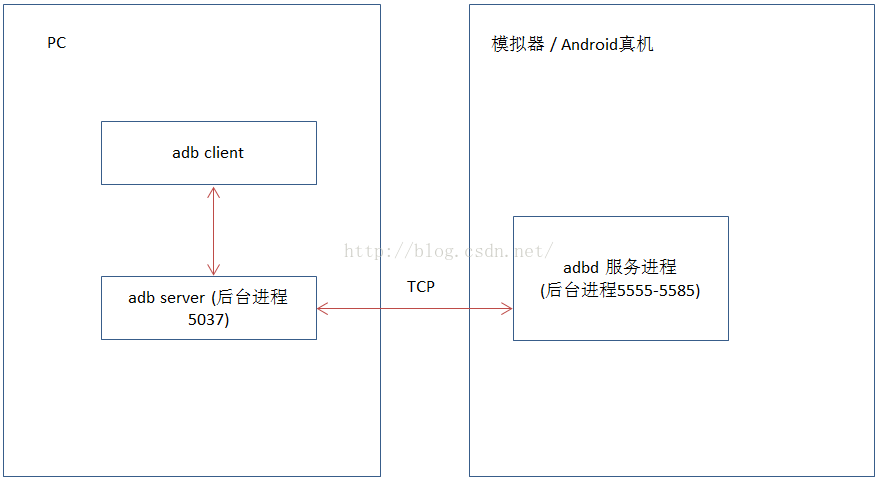 PC
模拟器 / Android真机
adb client
http://blog.csdn.net/
adb server (后台进程
5037)
TCP
adbd 服务进程
(后台进程5555-5585)